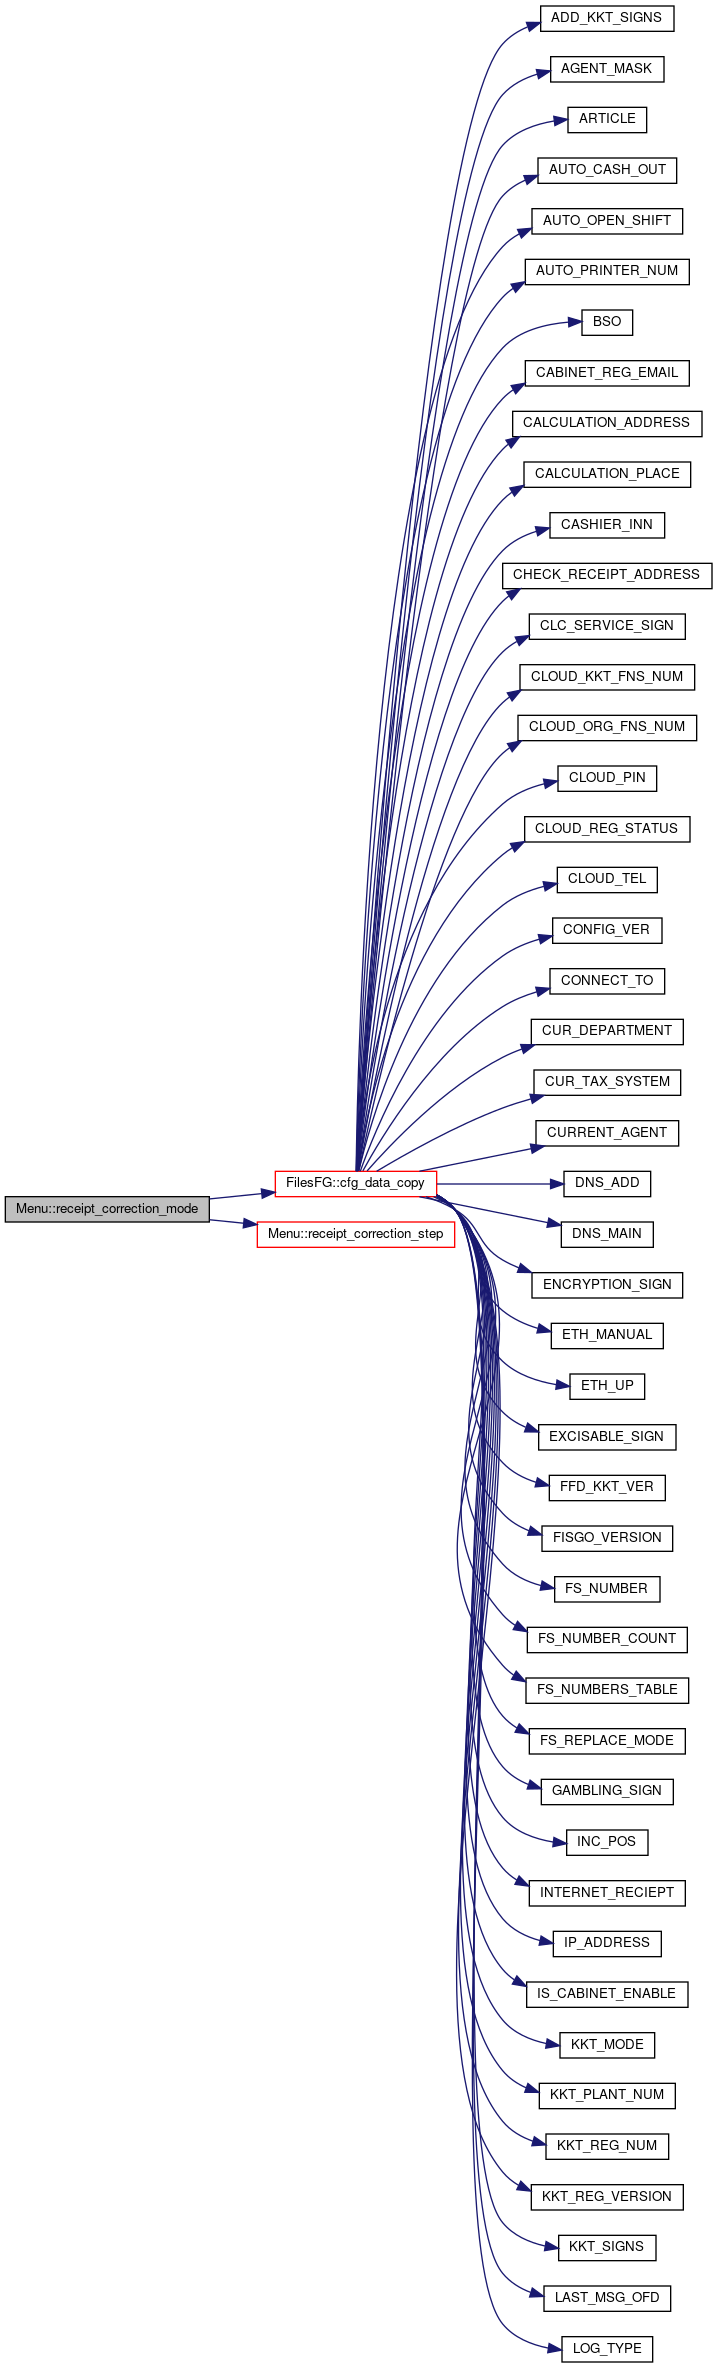 ADD_KKT_SIGNS
AGENT_MASK
ARTICLE
AUTO_CASH_OUT
AUTO_OPEN_SHIFT
AUTO_PRINTER_NUM
BSO
CABINET_REG_EMAIL
CALCULATION_ADDRESS
CALCULATION_PLACE
CASHIER_INN
CHECK_RECEIPT_ADDRESS
CLC_SERVICE_SIGN
CLOUD_KKT_FNS_NUM
CLOUD_ORG_FNS_NUM
CLOUD_PIN
CLOUD_REG_STATUS
CLOUD_TEL
CONFIG_VER
CONNECT_TO
CUR_DEPARTMENT
CUR_TAX_SYSTEM
CURRENT_AGENT
Menu::receipt_correction_mode
FilesFG::cfg_data_copy
Menu::receipt_correction_step
DNS_ADD
DNS_MAIN
ENCRYPTION_SIGN
ETH_MANUAL
ETH_UP
EXCISABLE_SIGN
FFD_KKT_VER
FISGO_VERSION
FS_NUMBER
FS_NUMBER_COUNT
FS_NUMBERS_TABLE
FS_REPLACE_MODE
GAMBLING_SIGN
INC_POS
INTERNET_RECIEPT
IP_ADDRESS
IS_CABINET_ENABLE
KKT_MODE
KKT_PLANT_NUM
KKT_REG_NUM
KKT_REG_VERSION
KKT_SIGNS
LAST_MSG_OFD
LOG_TYPE